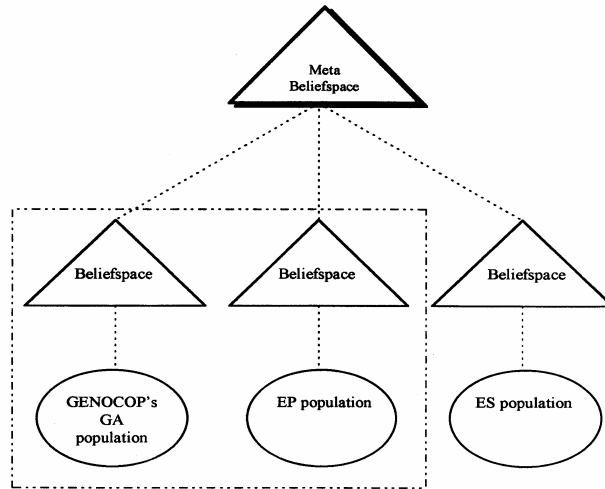 Meta
Beliefspace
Beliefspace
Beliefspace
Beliefspace
GENOCOP's
GA
population
EP population
ES population